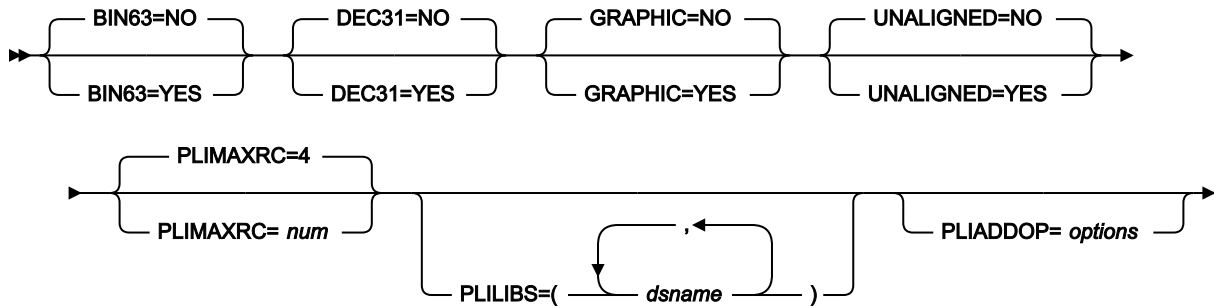 BIN63=NO DEC31=NO GRAPHIC=NO UNALIGNED=NO
BIN63=YES DEC31=YES GRAPHIC=YES UNALIGNED=YES
PLIMAXRC=4
PLIMAXRC= num , PLIADDOP= options
PLILIBS=( dsname )